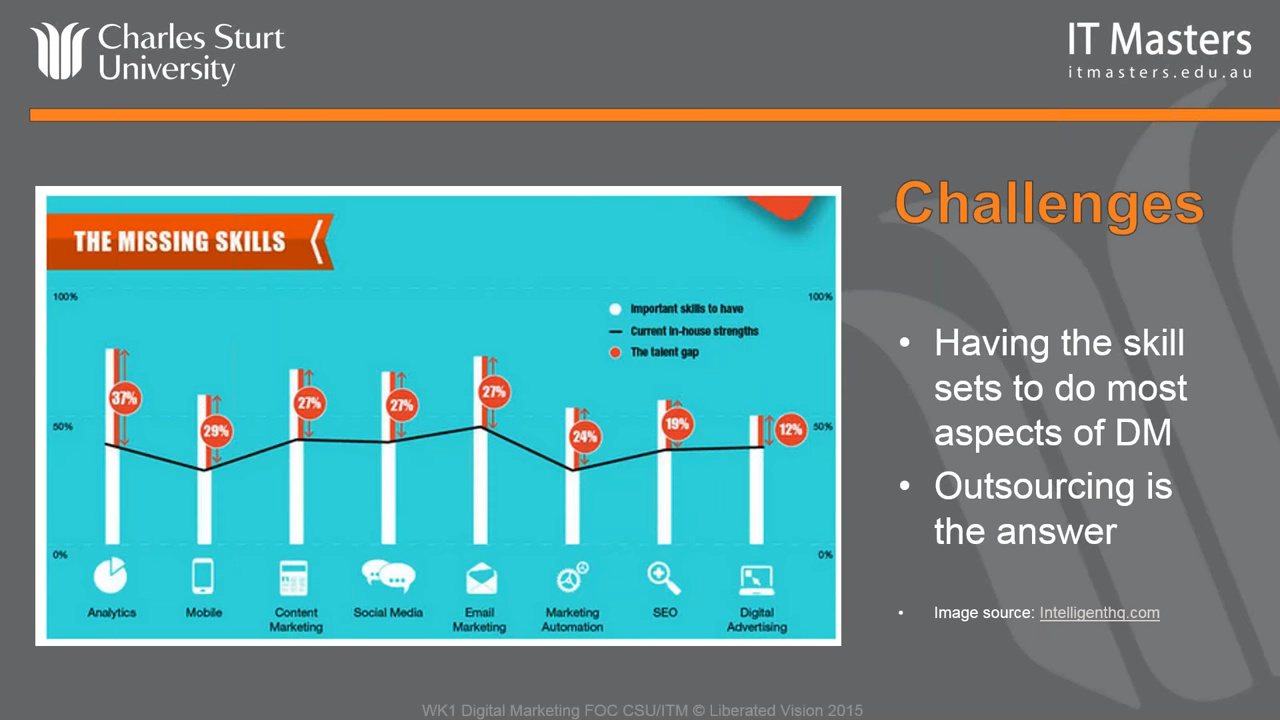 Charles Sturt
University
IT Masters
itmasters.edu.au
THE MISSING SKILLS
100%
100%
Important skills to have
Current in-house strengths
The talent gap
37%
29%
27%
27%
27%
24%
19%
12%
50%
50%
0%
0%
Analytics
Mobile
Content
Marketing
Social Media
Email
Marketing
Marketing
Automation
SEO
Digital
Advertising
Challenges
• Having the skill
sets to do most
aspects of DM
• Outsourcing is
the answer
• Image source: Intelligenthq.com
WK1 Digital Marketing FOC CSU/ITM © Liberated Vision 2015